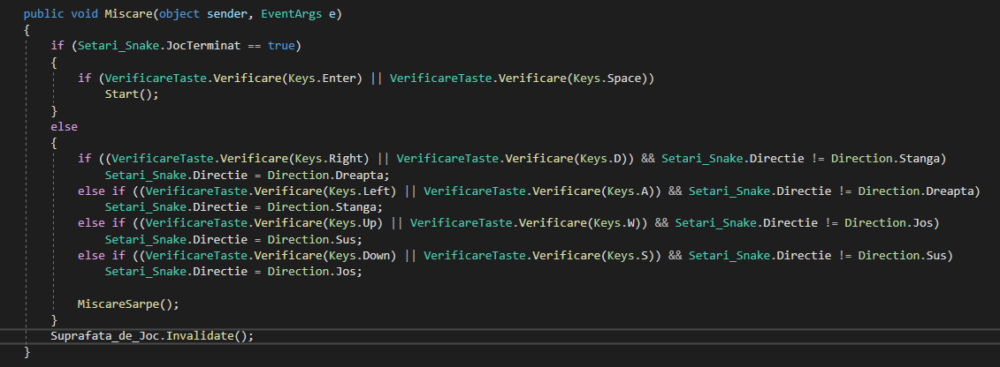 public void Miscare(object sender, EventArgs e)
{
if (Setari_Snake.JocTerminat == true)
{
if (VerificareTaste.Verificare(Keys.Enter) || VerificareTaste.Verificare(Keys.Space))
Start();
}
else
{
if ((VerificareTaste.Verificare(Keys.Right) || VerificareTaste.Verificare(Keys.D)) && Setari_Snake.Directie != Direction.Stanga)
Setari_Snake.Directie = Direction.Dreapta;
else if ((VerificareTaste.Verificare(Keys.Left) || VerificareTaste.Verificare(Keys.A)) && Setari_Snake.Directie != Direction.Dreapta)
Setari_Snake.Directie = Direction.Stanga;
else if ((VerificareTaste.Verificare(Keys.Up) || VerificareTaste.Verificare(Keys.W)) && Setari_Snake.Directie != Direction.Jos)
Setari_Snake.Directie = Direction.Sus;
else if ((VerificareTaste.Verificare(Keys.Down) || VerificareTaste.Verificare(Keys.S)) && Setari_Snake.Directie != Direction.Sus)
Setari_Snake.Directie = Direction.Jos;
MiscareSarpe();
}
Suprafata_de_Joc.Invalidate();
}